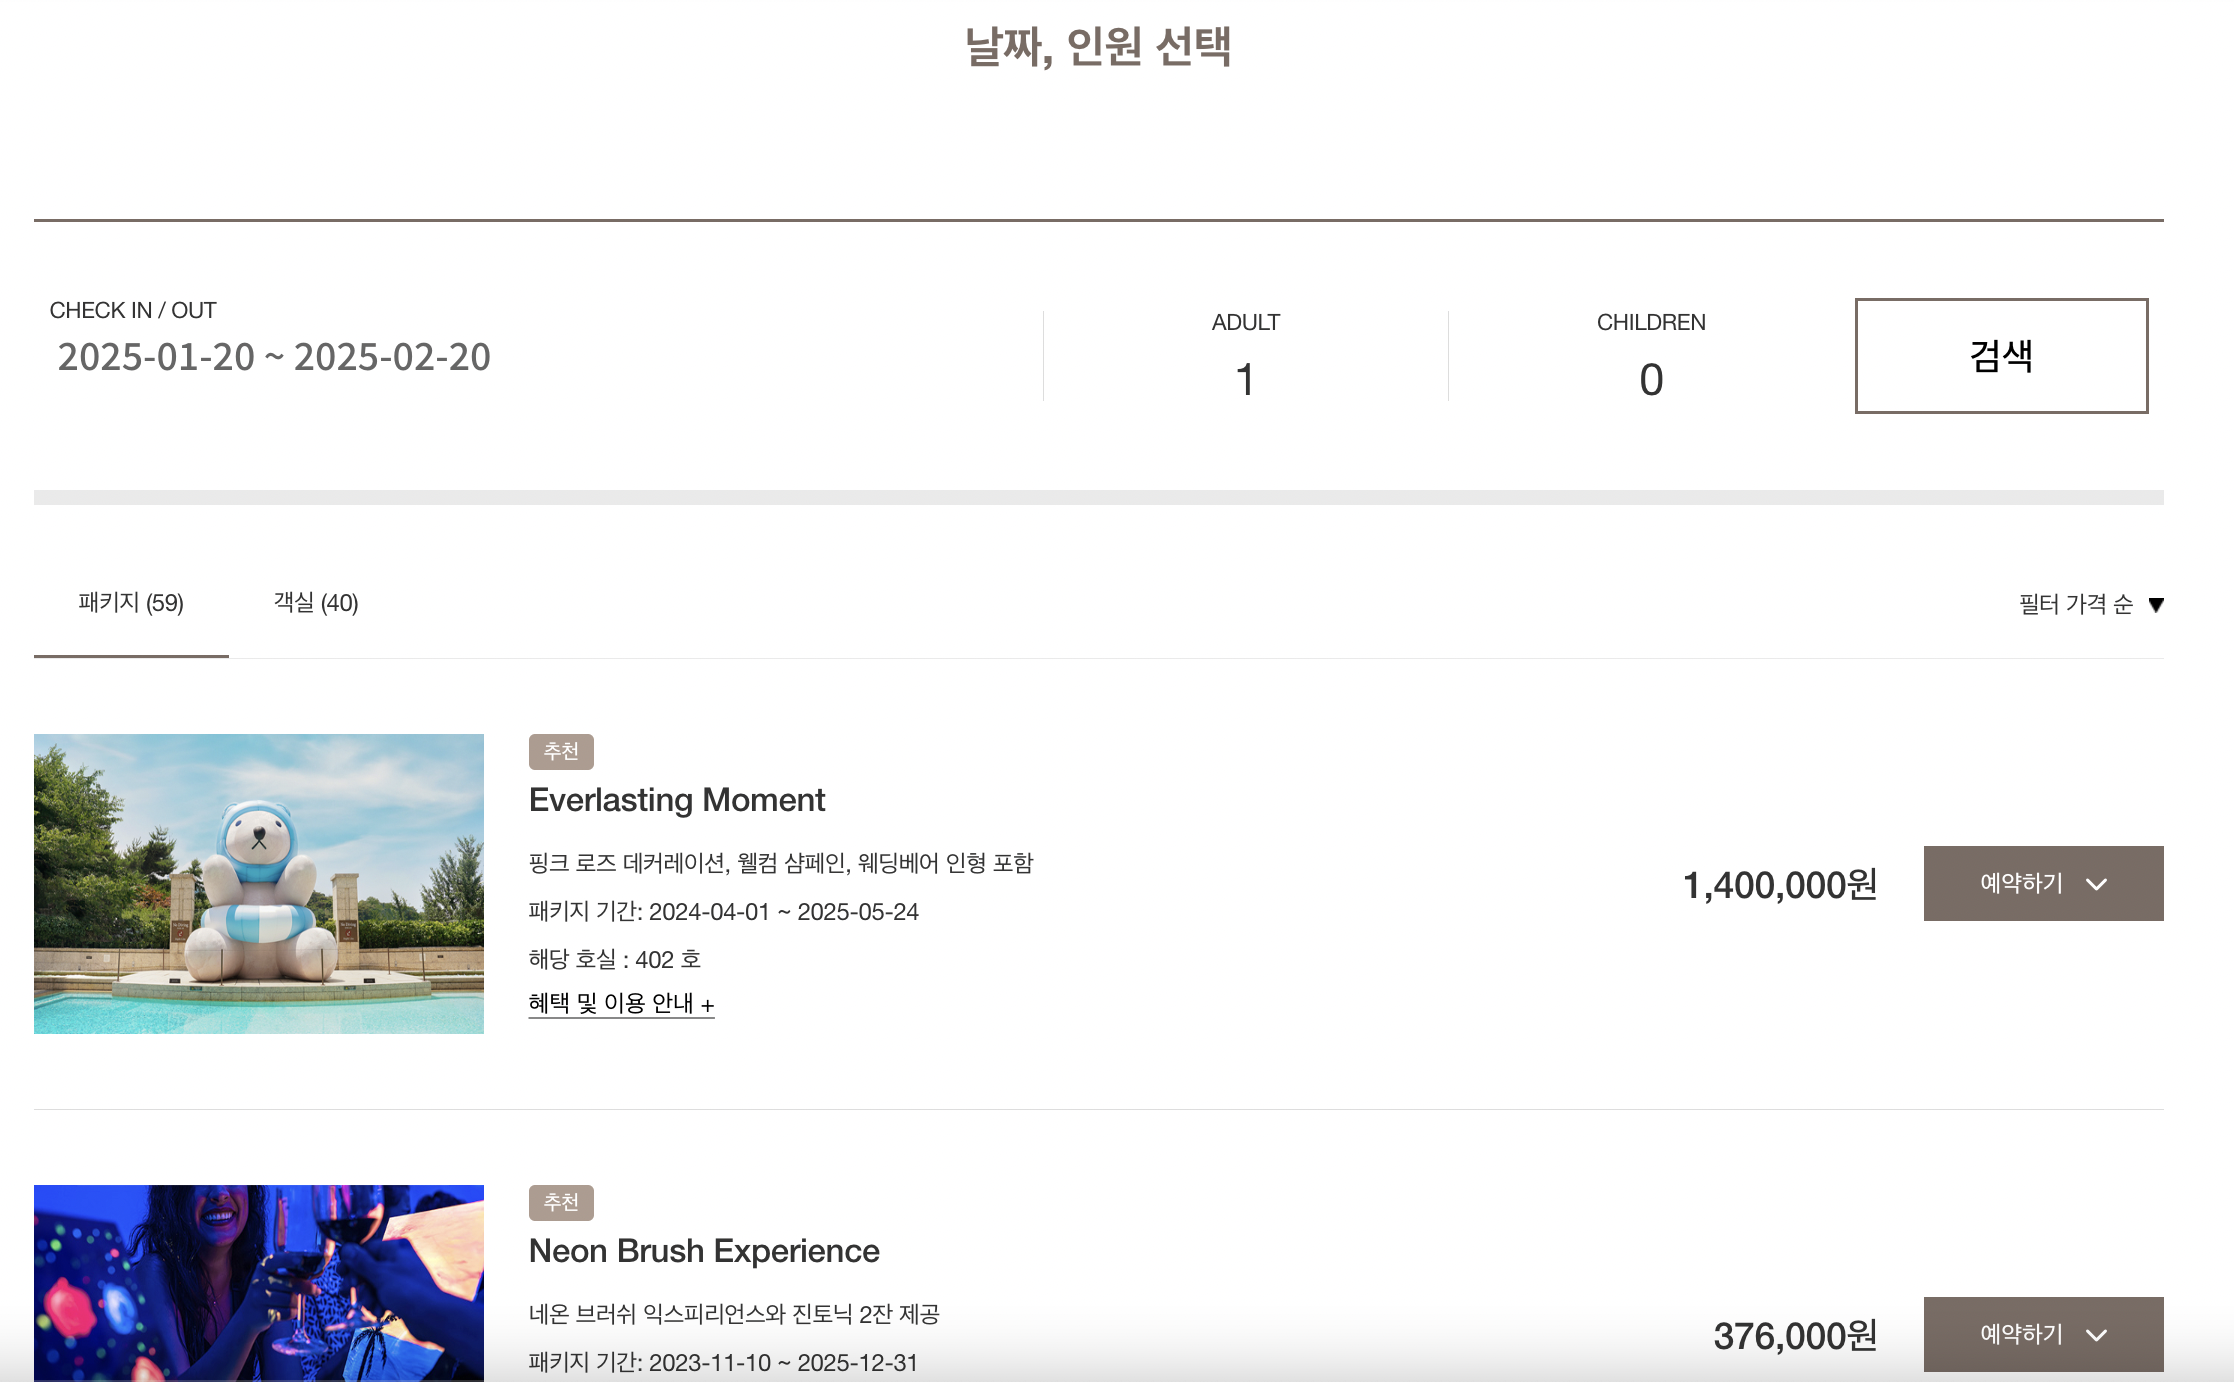 날짜, 인원 선택
CHECK IN / OUT
2025-01-20 ~ 2025-02-20
ADULT
1
CHILDREN
0
검색
패키지 (59)
객실 (40)
필터 가격 순 ▼
추천
Everlasting Moment
핑크 로즈 데커레이션, 웰컴 샴페인, 웨딩베어 인형 포함
패키지 기간: 2024-04-01 ~ 2025-05-24
해당 호실 : 402 호
혜택 및 이용 안내 +
1,400,000원
예약하기
추천
Neon Brush Experience
네온 브러쉬 익스피리언스와 진토닉 2잔 제공
패키지 기간: 2023-11-10 ~ 2025-12-31
376,000원
예약하기